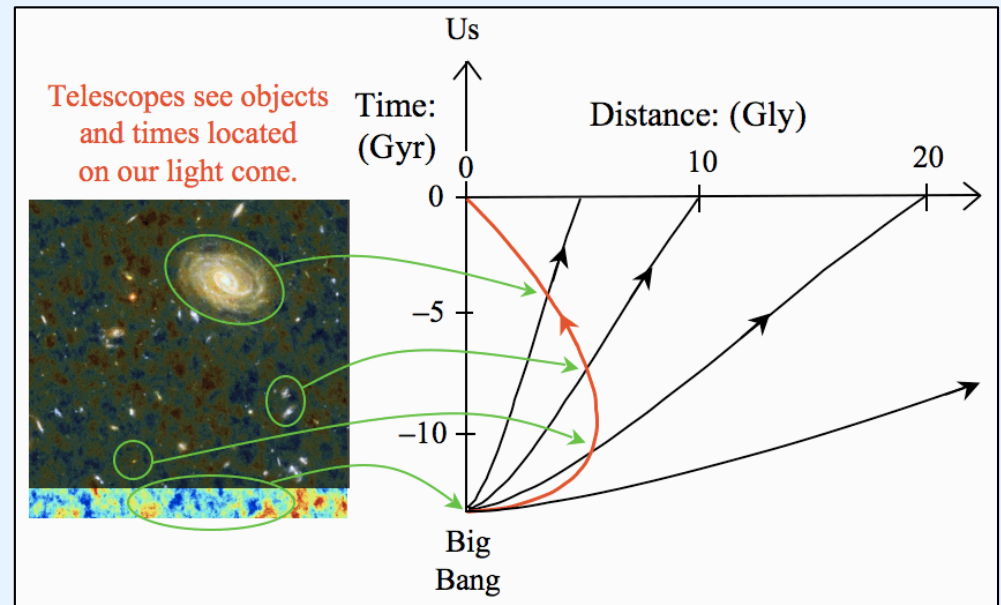 Us
Telescopes see objects
and times located
on our light cone.
Time:
(Gyr)
Distance: (Gly)
0
10
20
0
–5
–10
Big
Bang